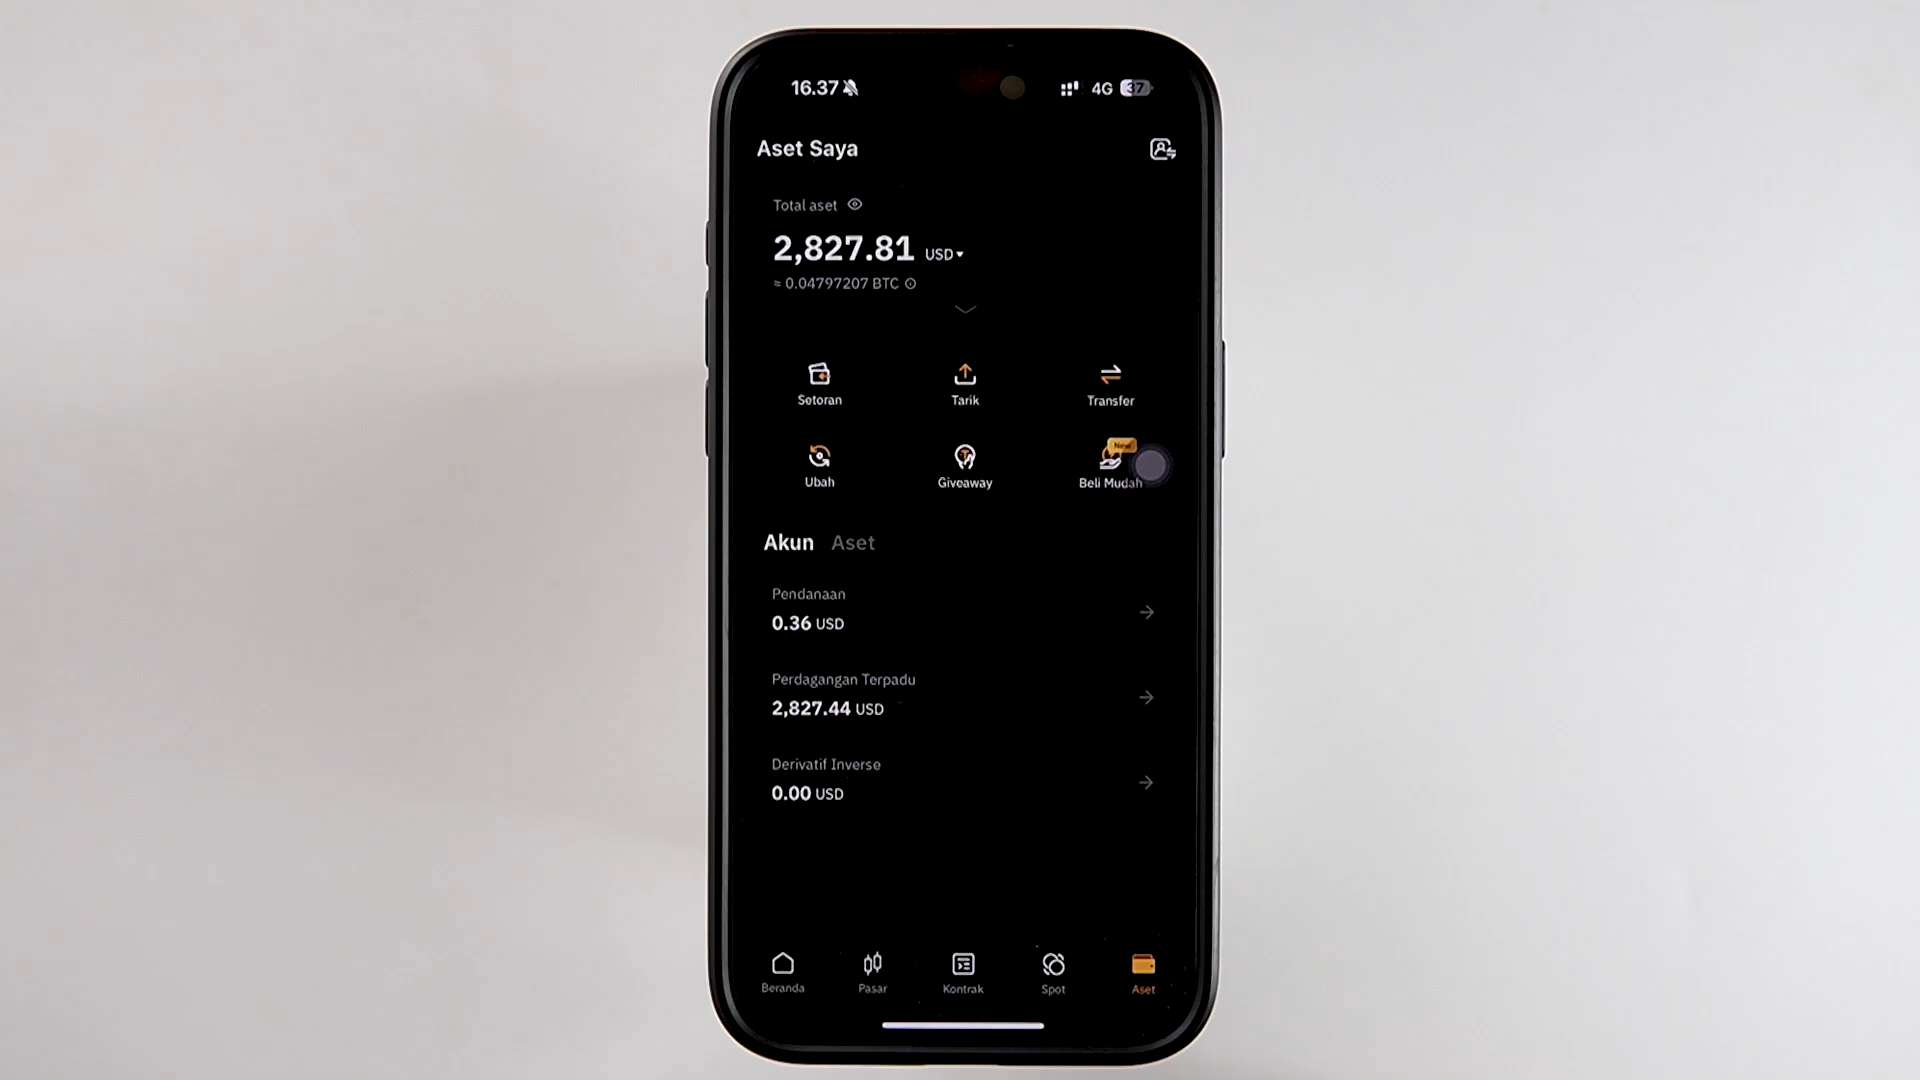 16.37
4G 37
Aset Saya
Total aset
2,827.81 USD
≈ 0.04797207 BTC
Setoran
Tarik
Transfer
New
Ubah
Giveaway
Beli Mudah
Akun Aset
Pendanaan
0.36 USD
Perdagangan Terpadu
2,827.44 USD
Derivatif Inverse
0.00 USD
Beranda
Pasar
Kontrak
Spot
Aset